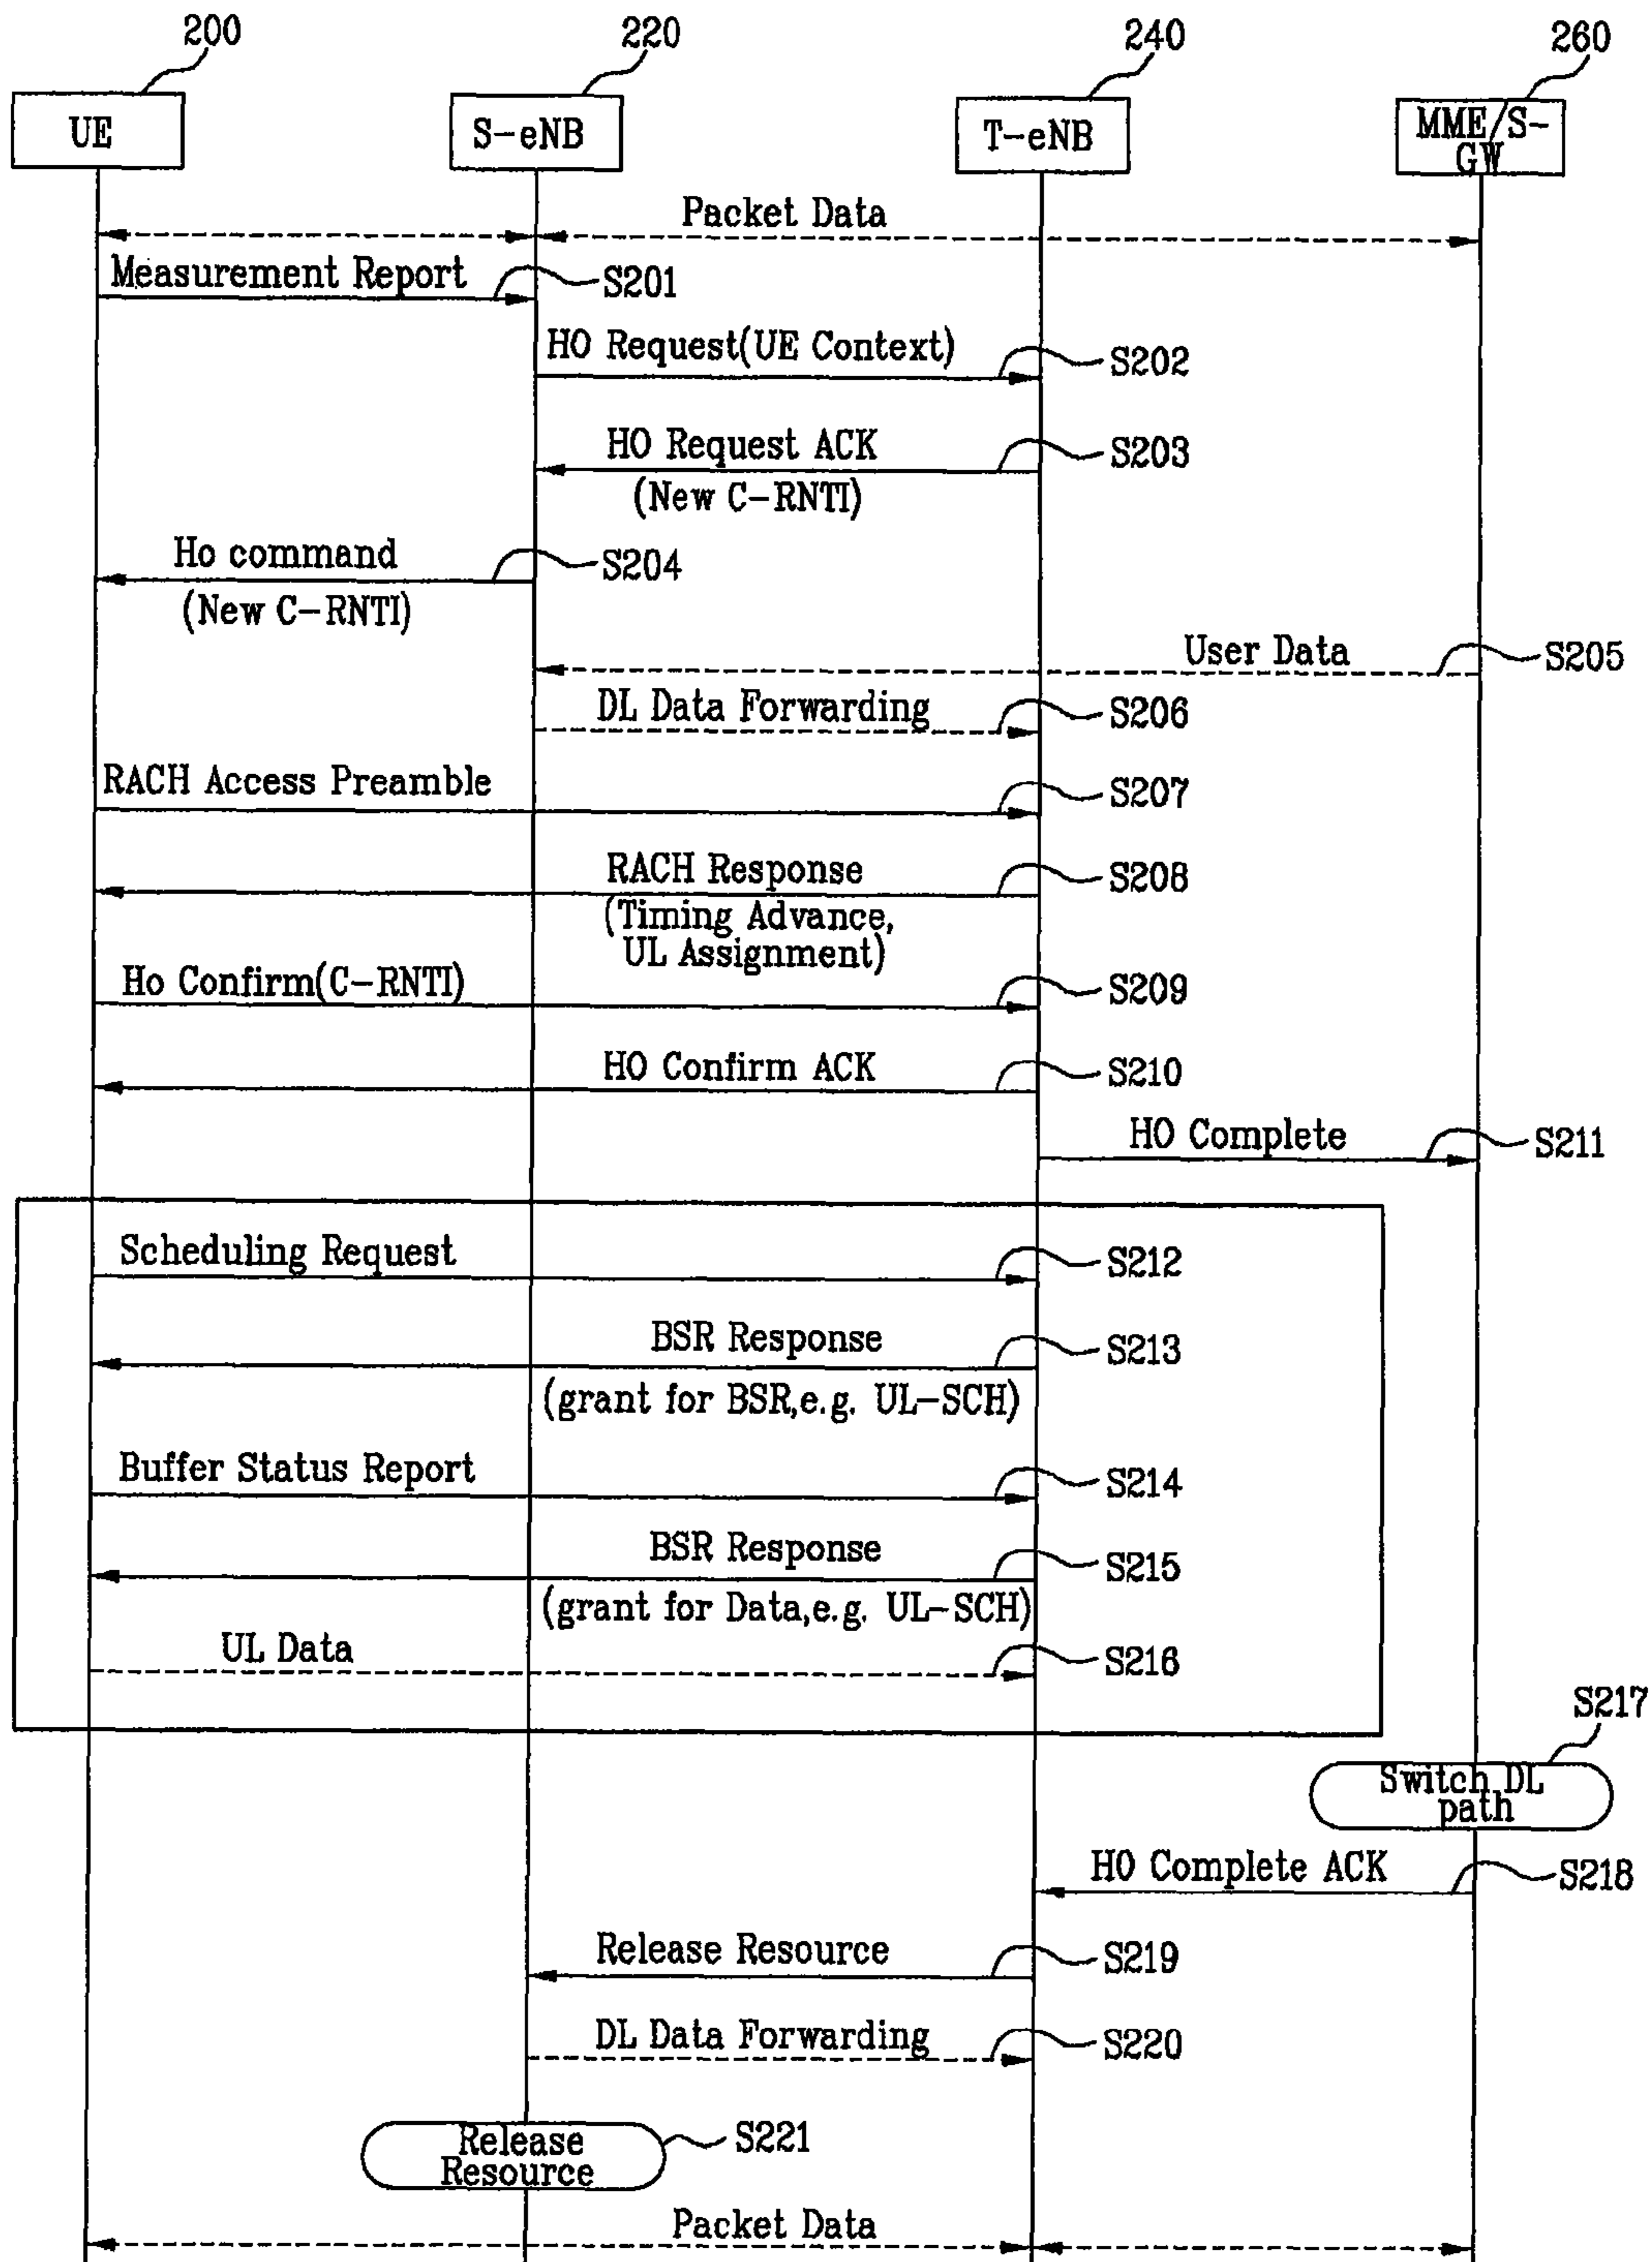 200
220
240
260
UE
S-eNB
T-eNB
MME/S-
GW
Packet Data
Measurement Report
S201
HO Request(UE Context)
S202
HO Request ACK
S203
(New C-RNTI)
Ho command
S204
(New C-RNTI)
User Data
S205
DL Data Forwarding
S206
RACH Access Preamble
S207
RACH Response
S208
(Timing Advance,
UL Assignment)
Ho Confirm(C-RNTI)
S209
HO Confirm ACK
S210
HO Complete
S211
Scheduling Request
S212
BSR Response
S213
(grant for BSR,e.g. UL-SCH)
Buffer Status Report
S214
BSR Response
S215
(grant for Data,e.g. UL-SCH)
UL Data
S216
S217
Switch DL
path
HO Complete ACK
S218
Release Resource
S219
DL Data Forwarding
S220
Release
Resource
S221
Packet Data